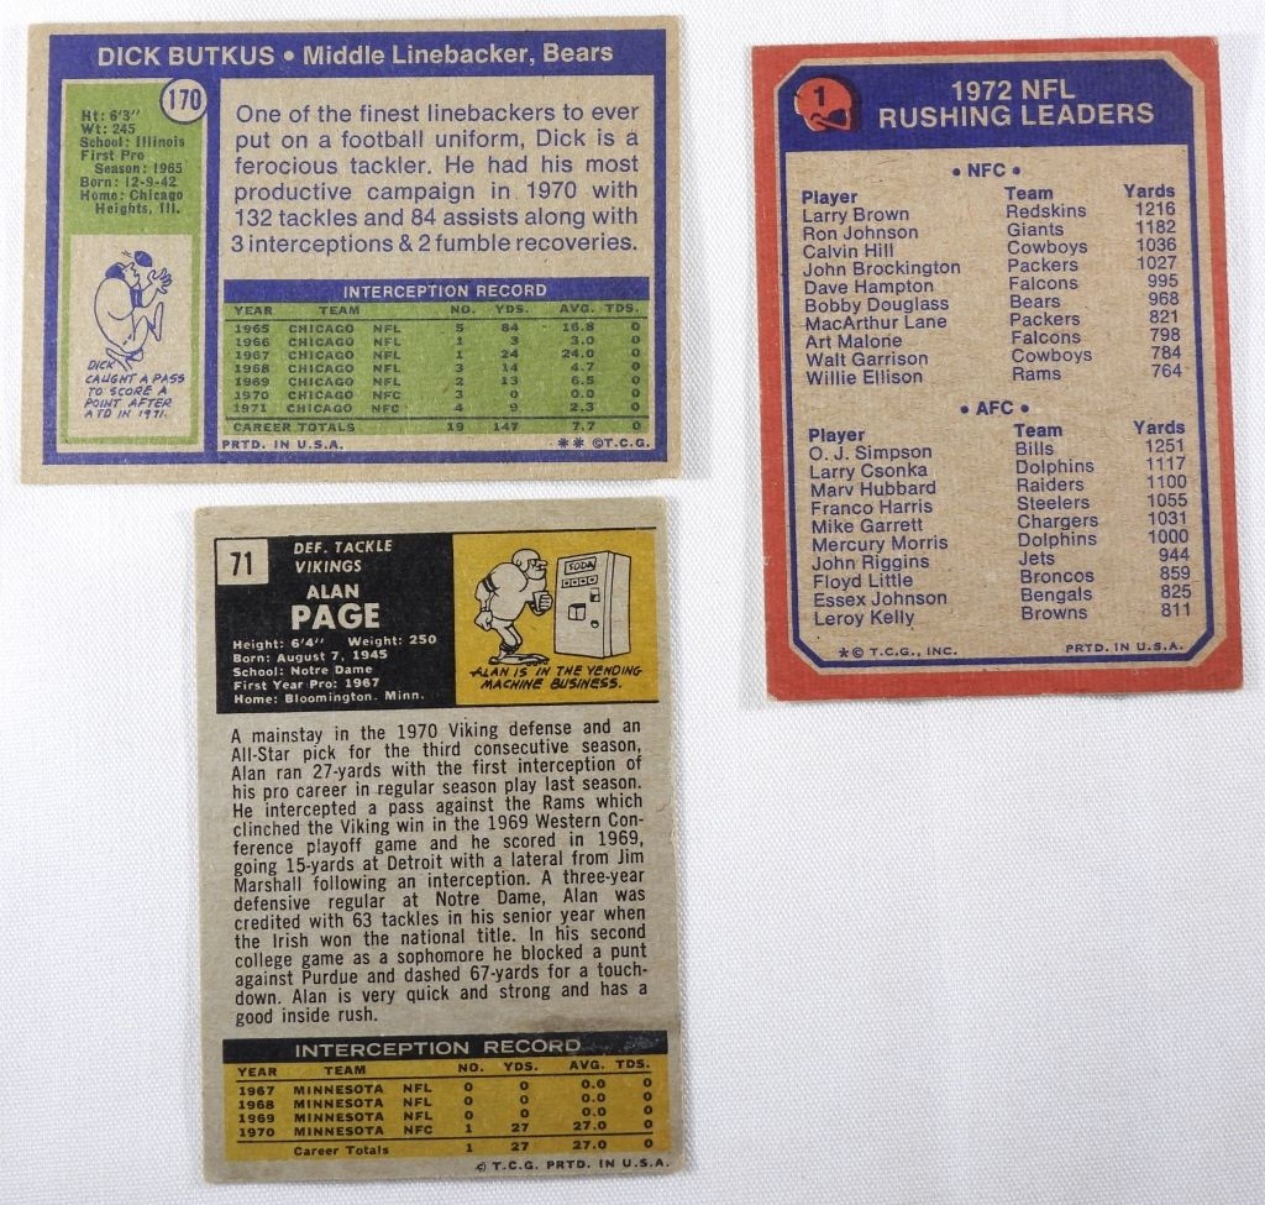 DICK BUTKUS • Middle Linebacker, Bears
170
Ht: 6'3"
Wt: 245
School: Illinois
First Pro
Season: 1965
Born: 12-9-42
Home: Chicago
Heights, Ill.
One of the finest linebackers to ever
put on a football uniform, Dick is a
ferocious tackler. He had his most
productive campaign in 1970 with
132 tackles and 84 assists along with
3 interceptions & 2 fumble recoveries.
DICK
CAUGHT A PASS
TO SCORE A
POINT AFTER
A TD IN 1971.
INTERCEPTION RECORD
YEAR TEAM NO. YDS. AVG. TDS.
1965 CHICAGO NFL 5 84 16.8 0
1966 CHICAGO NFL 1 3 3.0 0
1967 CHICAGO NFL 1 24 24.0 0
1968 CHICAGO NFL 3 14 4.7 0
1969 CHICAGO NFL 2 13 6.5 0
1970 CHICAGO NFC 3 0 0.0 0
1971 CHICAGO NFC 4 9 2.3 0
CAREER TOTALS 19 147 7.7 0
PRTD. IN U.S.A. ** ©T.C.G.
1
1972 NFL
RUSHING LEADERS
• NFC •
Player Team Yards
Larry Brown Redskins 1216
Ron Johnson Giants 1182
Calvin Hill Cowboys 1036
John Brockington Packers 1027
Dave Hampton Falcons 995
Bobby Douglass Bears 968
MacArthur Lane Packers 821
Art Malone Falcons 798
Walt Garrison Cowboys 784
Willie Ellison Rams 764
• AFC •
Player Team Yards
O. J. Simpson Bills 1251
Larry Csonka Dolphins 1117
Marv Hubbard Raiders 1100
Franco Harris Steelers 1055
Mike Garrett Chargers 1031
Mercury Morris Dolphins 1000
John Riggins Jets 944
Floyd Little Broncos 859
Essex Johnson Bengals 825
Leroy Kelly Browns 811
*© T.C.G., INC. PRTD. IN U.S.A.
71
DEF. TACKLE
VIKINGS
ALAN
PAGE
Height: 6'4" Weight: 250
Born: August 7, 1945
School: Notre Dame
First Year Pro: 1967
Home: Bloomington. Minn.
SODA
ALAN IS IN THE VENDING
MACHINE BUSINESS.
A mainstay in the 1970 Viking defense and an
All-Star pick for the third consecutive season,
Alan ran 27-yards with the first interception of
his pro career in regular season play last season.
He intercepted a pass against the Rams which
clinched the Viking win in the 1969 Western Con-
ference playoff game and he scored in 1969,
going 15-yards at Detroit with a lateral from Jim
Marshall following an interception. A three-year
defensive regular at Notre Dame, Alan was
credited with 63 tackles in his senior year when
the Irish won the national title. In his second
college game as a sophomore he blocked a punt
against Purdue and dashed 67-yards for a touch-
down. Alan is very quick and strong and has a
good inside rush.
INTERCEPTION RECORD
YEAR TEAM NO. YDS. AVG. TDS.
1967 MINNESOTA NFL 0 0 0.0 0
1968 MINNESOTA NFL 0 0 0.0 0
1969 MINNESOTA NFL 0 0 0.0 0
1970 MINNESOTA NFC 1 27 27.0 0
Career Totals 1 27 27.0 0
© T.C.G. PRTD. IN U.S.A.